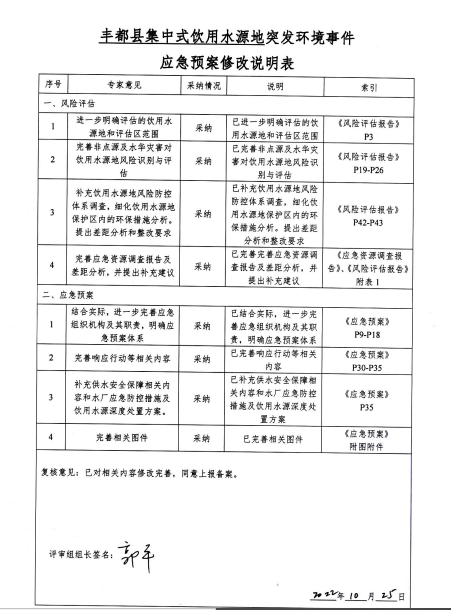 丰都县集中式饮用水源地突发环境事件
应急预案修改说明表
序号 专家意见 采纳情况 说明 索引
一、风险评估
1 进一步明确评估的饮用水源地和评估区范围 采纳 已进一步明确评估的饮用水源地和评估区范围 《风险评估报告》P3
2 完善非点源及水华灾害对饮用水源地风险识别与评估 采纳 已完善非点源及水华灾害对饮用水源地风险识别与评估 《风险评估报告》P19-P26
3 补充饮用水源地风险防控体系调查，细化饮用水源地保护区内的环保措施分析。提出差距分析和整改要求 采纳 已补充饮用水源地风险防控体系调查，细化饮用水源地保护区内的环保措施分析。提出差距分析和整改要求 《风险评估报告》P42-P43
4 完善应急资源调查报告及差距分析，并提出补充建议 采纳 已完善完善应急资源调查报告及差距分析，并提出补充建议 《应急资源调查报告》、《风险评估报告》附表1
二、应急预案
1 结合实际，进一步完善应急组织机构及其职责，明确应急预案体系 采纳 已结合实际，进一步完善应急组织机构及其职责，明确应急预案体系 《应急预案》P9-P18
2 完善响应行动等相关内容 采纳 已完善响应行动等相关内容 《应急预案》P30-P35
3 补充供水安全保障相关内容和水厂应急防控措施及饮用水源深度处置方案。 采纳 已补充供水安全保障相关内容和水厂应急防控措施及饮用水源深度处置方案 《应急预案》P35
4 完善相关图件 采纳 已完善相关图件 《应急预案》附图附件
复核意见：已对相关内容修改完善，同意上报备案。
评审组组长签名：郭平
2022年10月25日